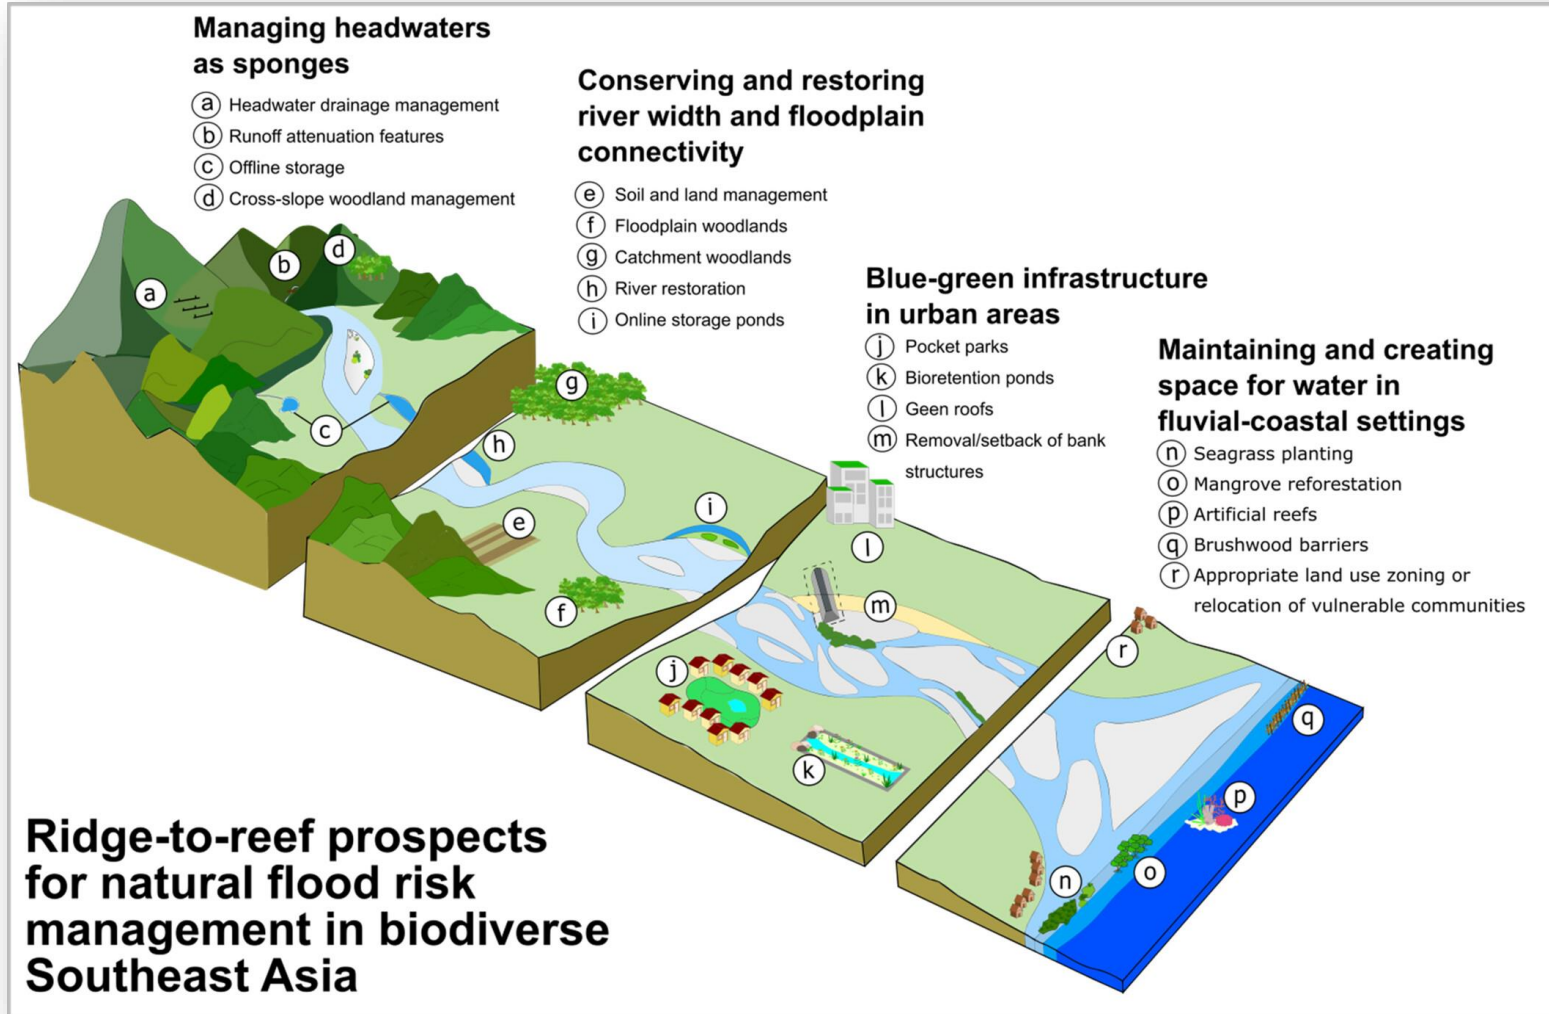 Managing headwaters
as sponges
a Headwater drainage management
b Runoff attenuation features
c Offline storage
d Cross-slope woodland management
Conserving and restoring
river width and floodplain
connectivity
e Soil and land management
f Floodplain woodlands
g Catchment woodlands
h River restoration
i Online storage ponds
Blue-green infrastructure
in urban areas
j Pocket parks
k Bioretention ponds
l Geen roofs
m Removal/setback of bank
structures
Maintaining and creating
space for water in
fluvial-coastal settings
n Seagrass planting
o Mangrove reforestation
p Artificial reefs
q Brushwood barriers
r Appropriate land use zoning or
relocation of vulnerable communities
d
b
a
c
g
h
i
e
f
l
m
j
k
r
q
p
o
n
Ridge-to-reef prospects
for natural flood risk
management in biodiverse
Southeast Asia